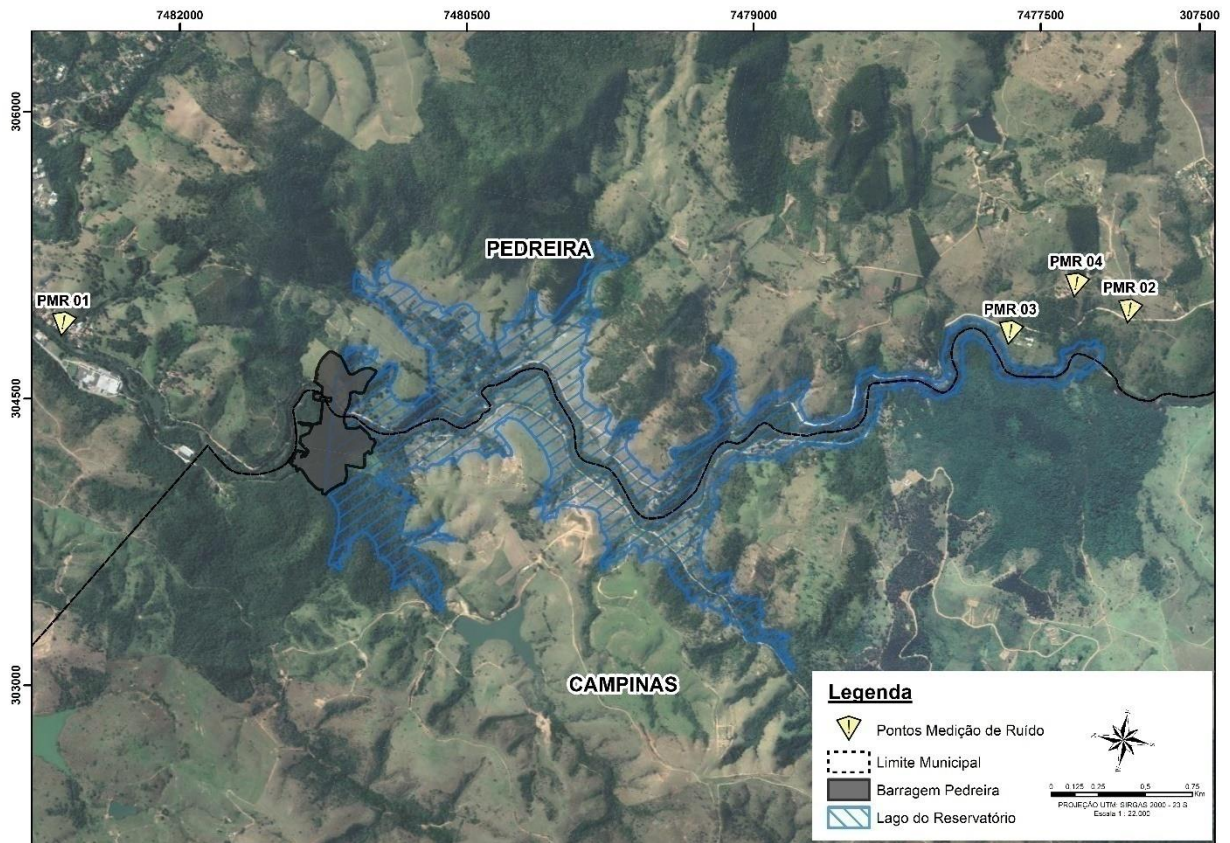 7482000
7480500
7479000
7477500
307500
306000
304500
303000
PEDREIRA
PMR 01
PMR 04
PMR 02
PMR 03
CAMPINAS
Legenda
Pontos Medição de Ruído
Limite Municipal
Barragem Pedreira
Lago do Reservatório
0 0.125 0.25 0,5 0.75
Km
PROJEÇÃO UTM: SIRGAS 2000 - 23 S
Escala 1 : 22.000